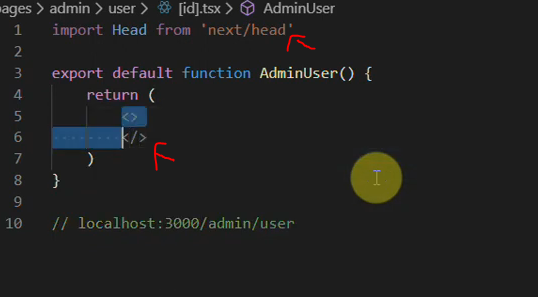 pages > admin > user > [id].tsx > AdminUser
1 import Head from 'next/head'
2
3 export default function AdminUser() {
4 return (
5 <>
6 </>
7 )
8 }
9
10 // localhost:3000/admin/user